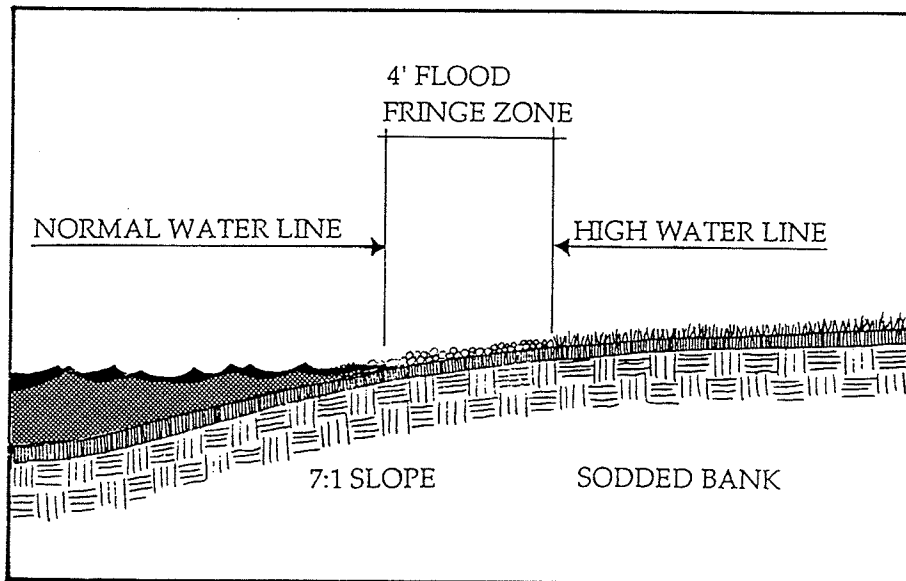 4' FLOOD
FRINGE ZONE
NORMAL WATER LINE
HIGH WATER LINE
7:1 SLOPE
SODDED BANK